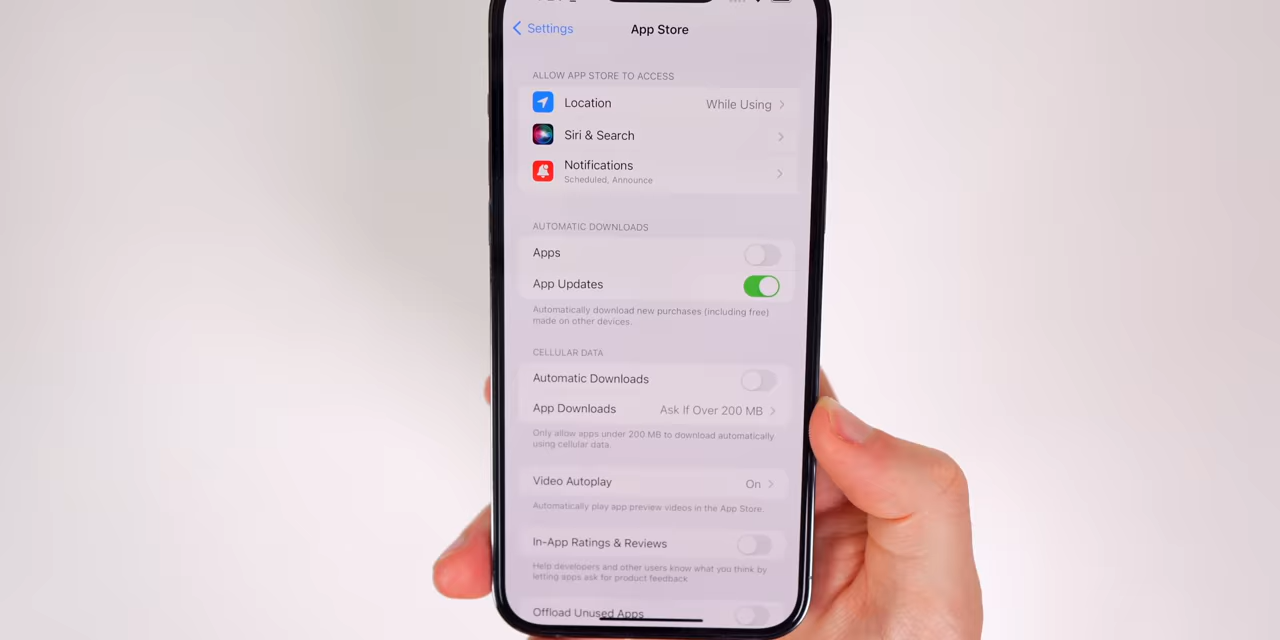 Settings
App Store
ALLOW APP STORE TO ACCESS
Location While Using
Siri & Search
Notifications
Scheduled, Announce
AUTOMATIC DOWNLOADS
Apps
App Updates
Automatically download new purchases (including free)
made on other devices.
CELLULAR DATA
Automatic Downloads
App Downloads Ask If Over 200 MB
Only allow apps under 200 MB to download automatically
using cellular data.
Video Autoplay On
Automatically play app preview videos in the App Store.
In-App Ratings & Reviews
Help developers and other users know what you think by
letting apps ask for product feedback
Offload Unused Apps